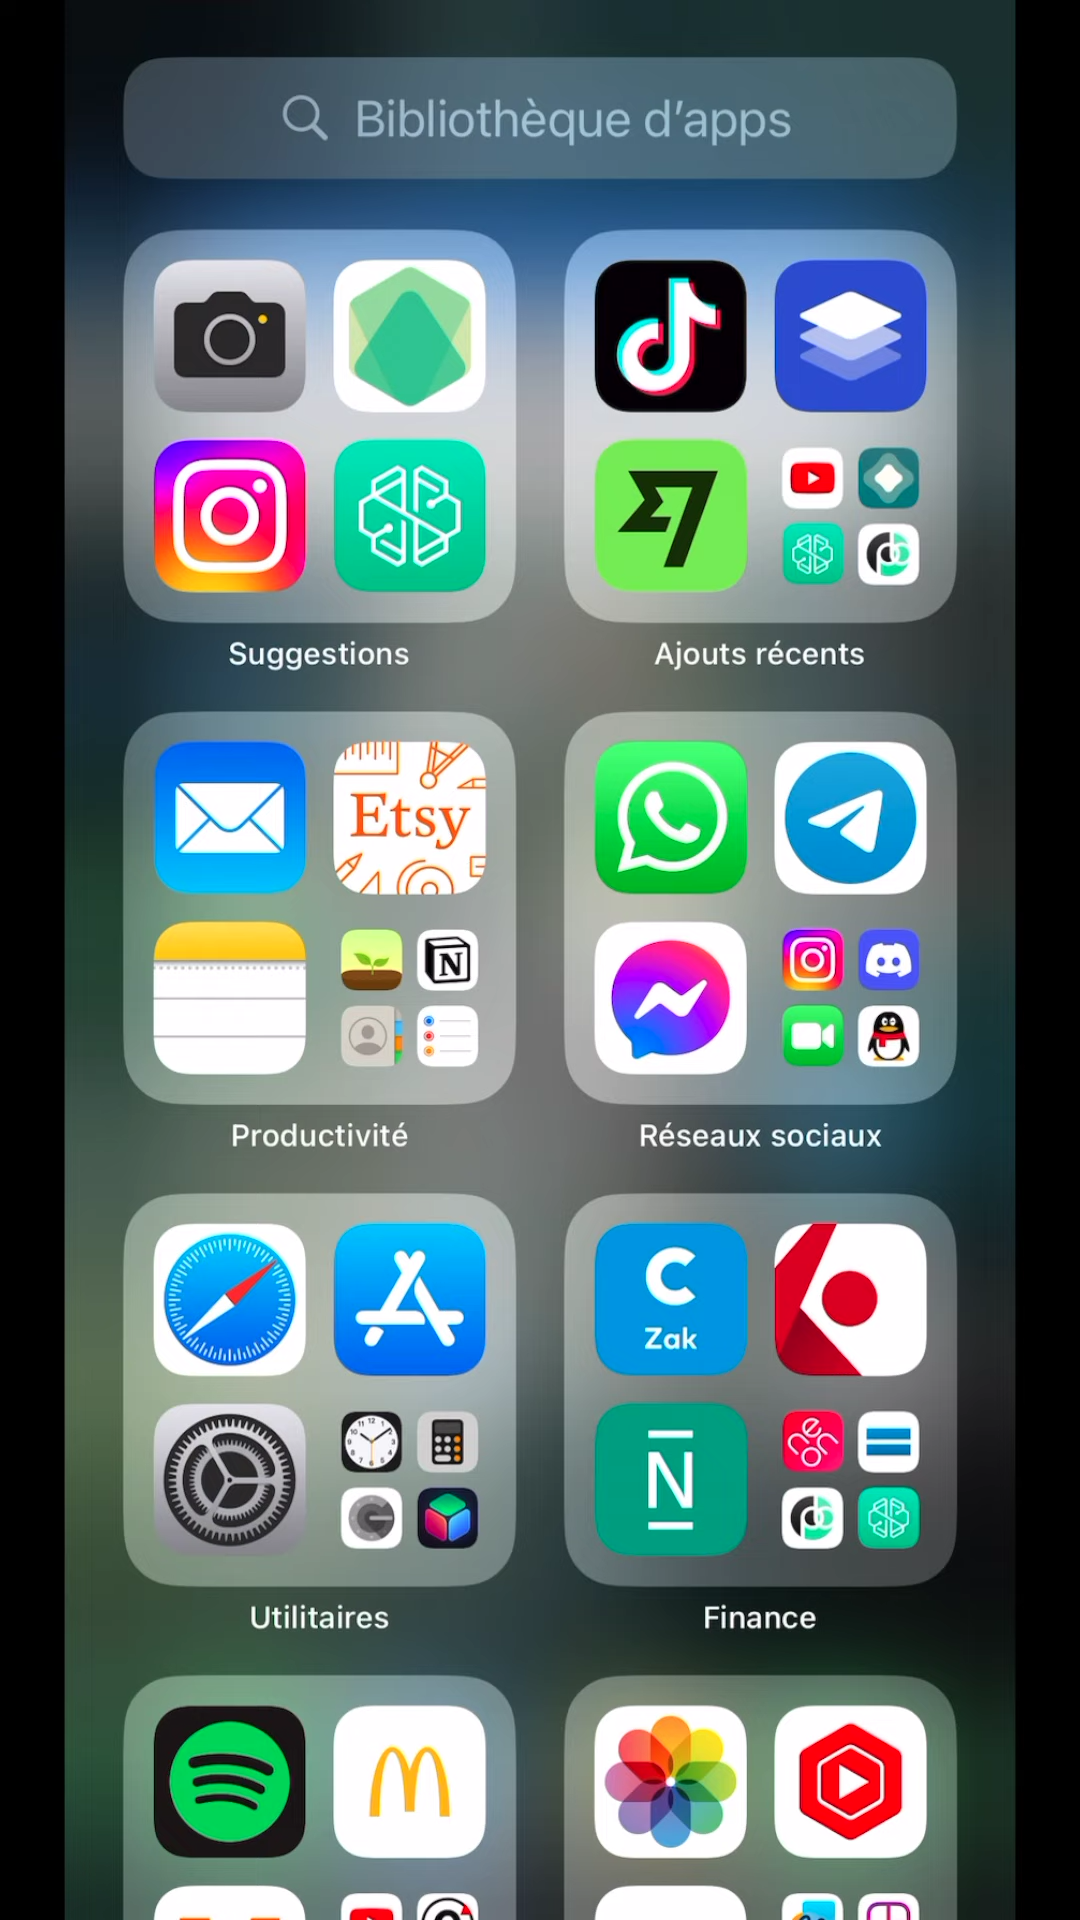 Bibliothèque d'apps
Suggestions
Ajouts récents
Etsy
Productivité
Réseaux sociaux
C
Zak
N
Utilitaires
Finance